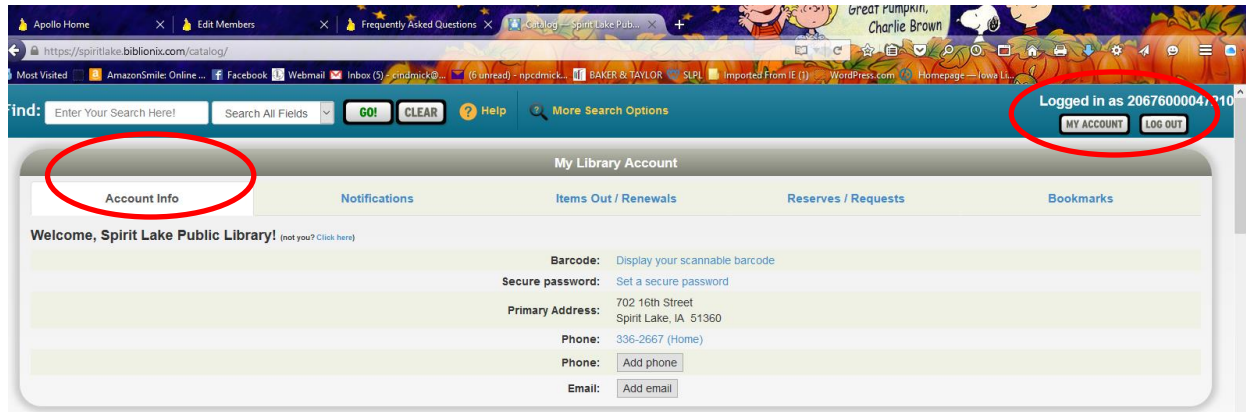 Great Pumpkin,
Charlie Brown
Apollo Home
Edit Members
Frequently Asked Questions
Catalog — Spirit Lake Pub...
https://spiritlake.biblionix.com/catalog/
Most Visited AmazonSmile: Online ... Facebook Webmail Inbox (5) - cindmick@... (6 unread) - npcdmick... BAKER & TAYLOR SLPL Imported From IE (1) WordPress.com Homepage — Iowa Li...
Find: Enter Your Search Here! Search All Fields GO! CLEAR Help More Search Options
Logged in as
MY ACCOUNT LOG OUT
My Library Account
Account Info Notifications Items Out / Renewals Reserves / Requests Bookmarks
Welcome, Spirit Lake Public Library! (not you? Click here)
Barcode: Display your scannable barcode
Secure password: Set a secure password
Primary Address: 702 16th Street
Spirit Lake, IA 51360
Phone: 336-2667 (Home)
Phone: Add phone
Email: Add email